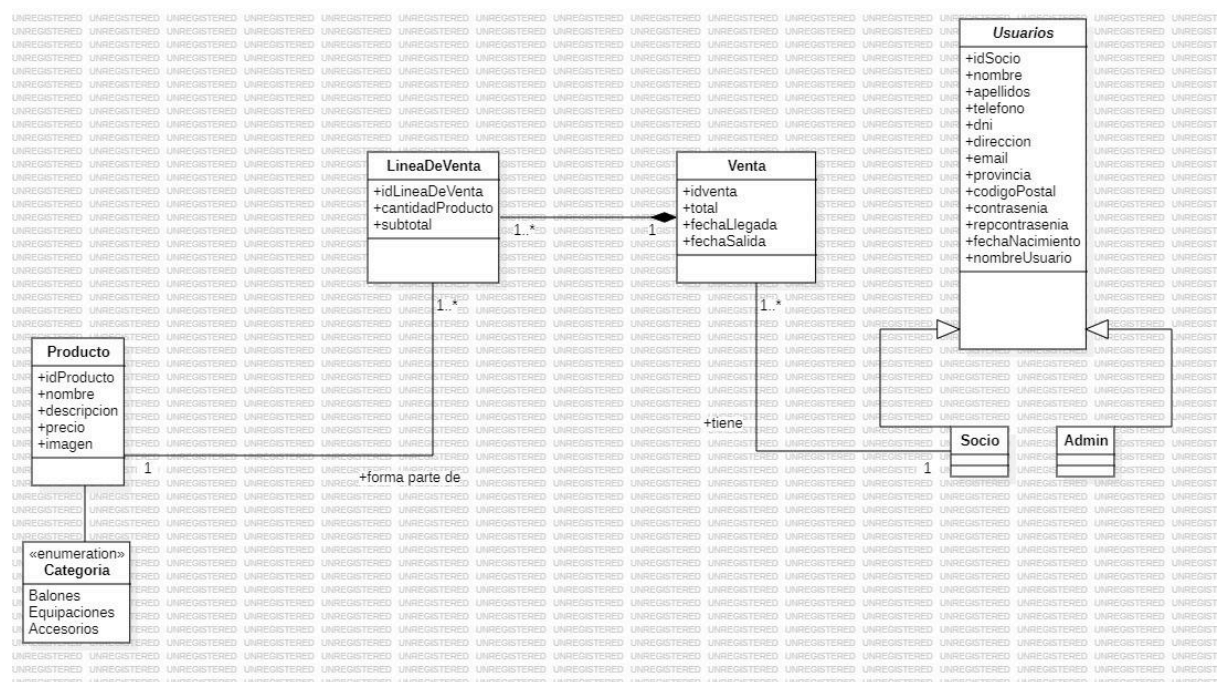 Usuarios
+idSocio
+nombre
+apellidos
+telefono
+dni
+direccion
+email
+provincia
+codigoPostal
+contrasenia
+repcontrasenia
+fechaNacimiento
+nombreUsuario
LineaDeVenta
+idLineaDeVenta
+cantidadProducto
+subtotal
1..*
1
Venta
+idventa
+total
+fechaLlegada
+fechaSalida
1..*
1..*
Producto
+idProducto
+nombre
+descripcion
+precio
+imagen
1
+forma parte de
+tiene
1
Socio
Admin
«enumeration»
Categoria
Balones
Equipaciones
Accesorios
UNREGISTERED